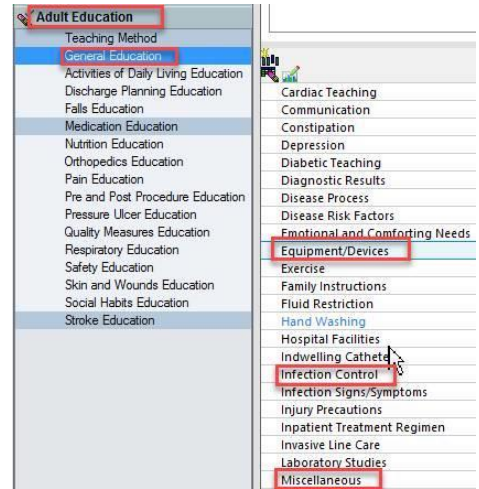 Adult Education
Teaching Method
General Education
Activities of Daily Living Education
Discharge Planning Education
Falls Education
Medication Education
Nutrition Education
Orthopedics Education
Pain Education
Pre and Post Procedure Education
Pressure Ulcer Education
Quality Measures Education
Respiratory Education
Safety Education
Skin and Wounds Education
Social Habits Education
Stroke Education
Cardiac Teaching
Communication
Constipation
Depression
Diabetic Teaching
Diagnostic Results
Disease Process
Disease Risk Factors
Emotional and Comforting Needs
Equipment/Devices
Exercise
Family Instructions
Fluid Restriction
Hand Washing
Hospital Facilities
Indwelling Cathete
Infection Control
Infection Signs/Symptoms
Injury Precautions
Inpatient Treatment Regimen
Invasive Line Care
Laboratory Studies
Miscellaneous